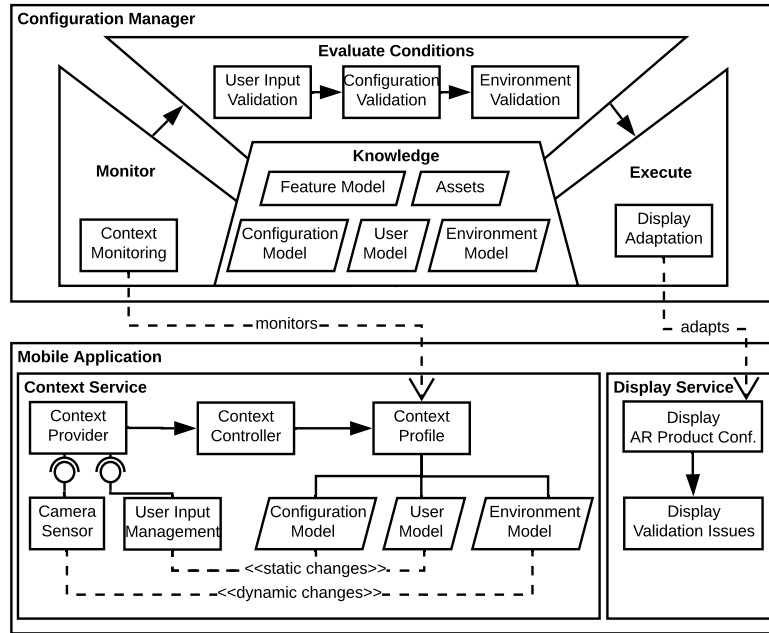 Configuration Manager
Evaluate Conditions
User Input
Validation
Configuration
Validation
Environment
Validation
Monitor
Knowledge
Execute
Feature Model
Assets
Context
Monitoring
Configuration
Model
User
Model
Environment
Model
Display
Adaptation
monitors
adapts
Mobile Application
Context Service
Context
Provider
Context
Controller
Context
Profile
Camera
Sensor
User Input
Management
Configuration
Model
User
Model
Environment
Model
<<static changes>>
<<dynamic changes>>
Display Service
Display
AR Product Conf.
Display
Validation Issues